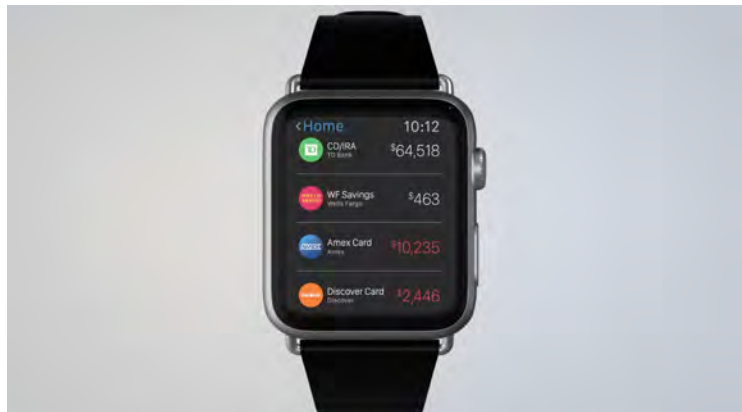 <Home 10:12
CD/IRA $64,518
TD Bank
WF Savings $463
Wells Fargo
Amex Card $10,235
Amex
Discover Card $2,446
Discover